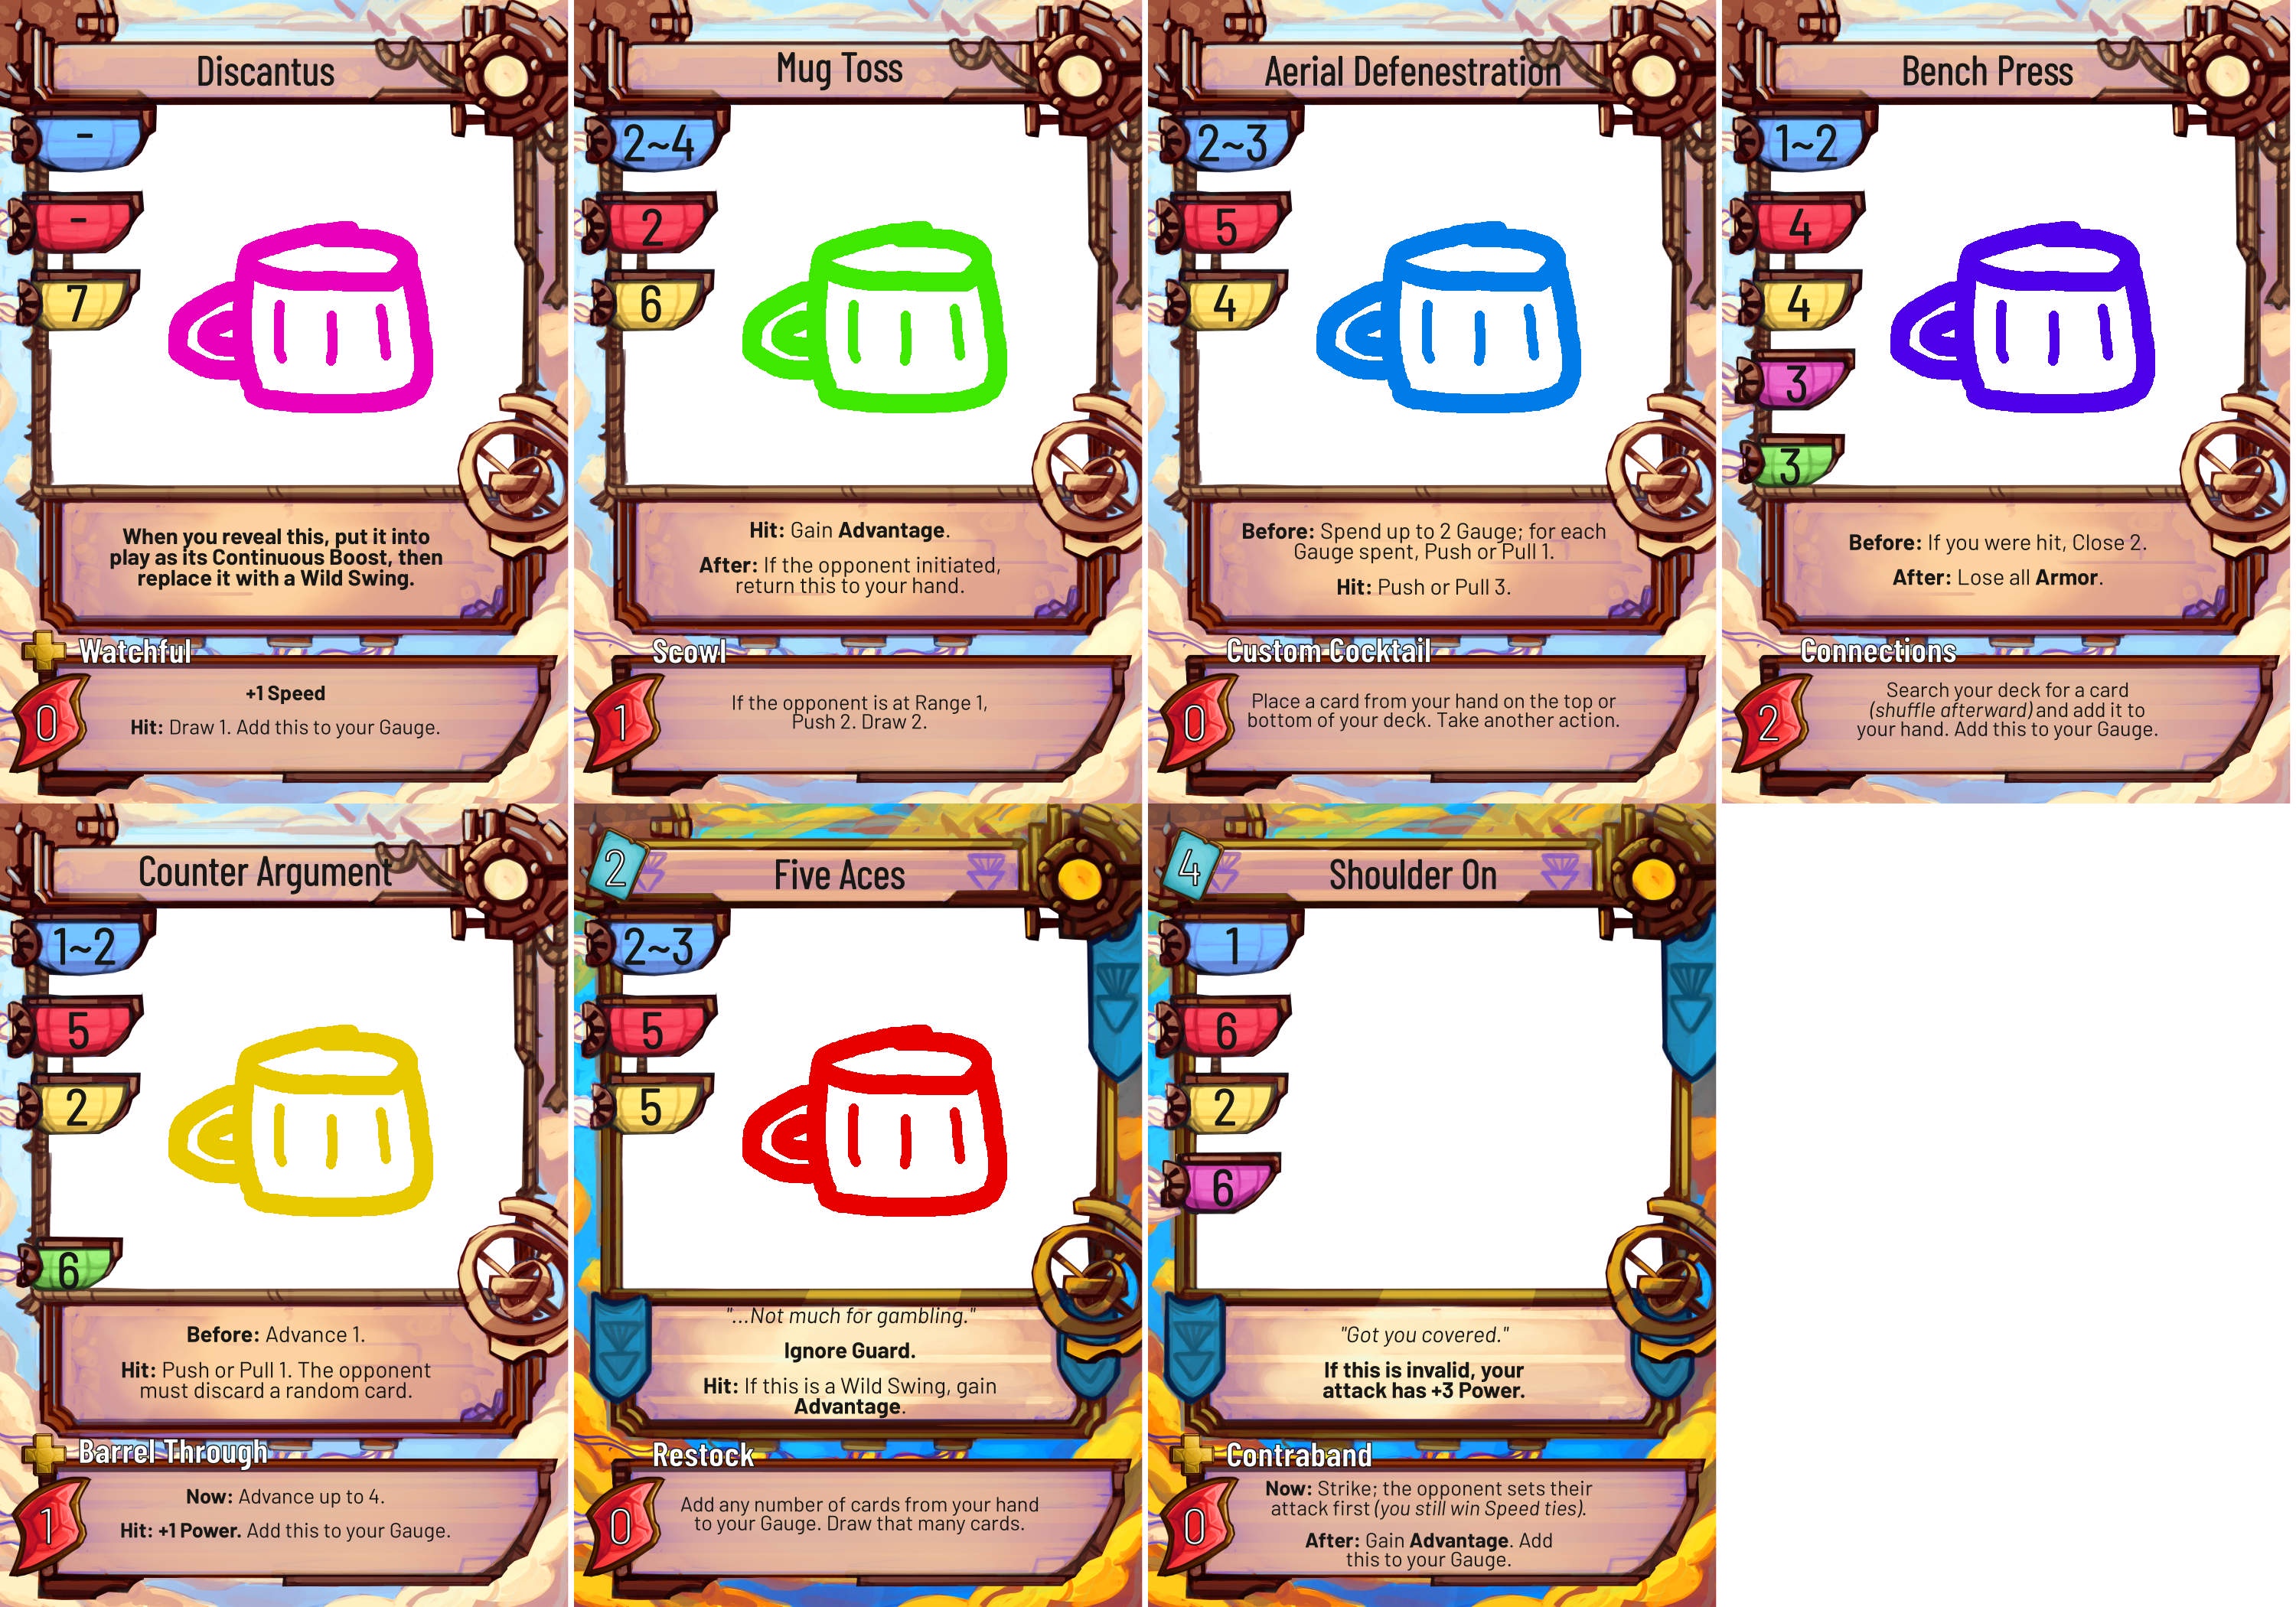 Discantus
-
-
7
When you reveal this, put it into
play as its Continuous Boost, then
replace it with a Wild Swing.
Watchful
0
+1 Speed
Hit: Draw 1. Add this to your Gauge.
Mug Toss
2~4
2
6
Hit: Gain Advantage.
After: If the opponent initiated,
return this to your hand.
Scowl
1
If the opponent is at Range 1,
Push 2. Draw 2.
Aerial Defenestration
2~3
5
4
Before: Spend up to 2 Gauge; for each
Gauge spent, Push or Pull 1.
Hit: Push or Pull 3.
Custom Cocktail
0
Place a card from your hand on the top or
bottom of your deck. Take another action.
Bench Press
1~2
4
4
3
3
Before: If you were hit, Close 2.
After: Lose all Armor.
Connections
2
Search your deck for a card
(shuffle afterward) and add it to
your hand. Add this to your Gauge.
Counter Argument
1~2
5
2
6
Before: Advance 1.
Hit: Push or Pull 1. The opponent
must discard a random card.
Barrel Through
1
Now: Advance up to 4.
Hit: +1 Power. Add this to your Gauge.
2
Five Aces
2~3
5
5
"...Not much for gambling."
Ignore Guard.
Hit: If this is a Wild Swing, gain
Advantage.
Restock
0
Add any number of cards from your hand
to your Gauge. Draw that many cards.
4
Shoulder On
1
6
2
6
"Got you covered."
If this is invalid, your
attack has +3 Power.
Contraband
0
Now: Strike; the opponent sets their
attack first (you still win Speed ties).
After: Gain Advantage. Add
this to your Gauge.